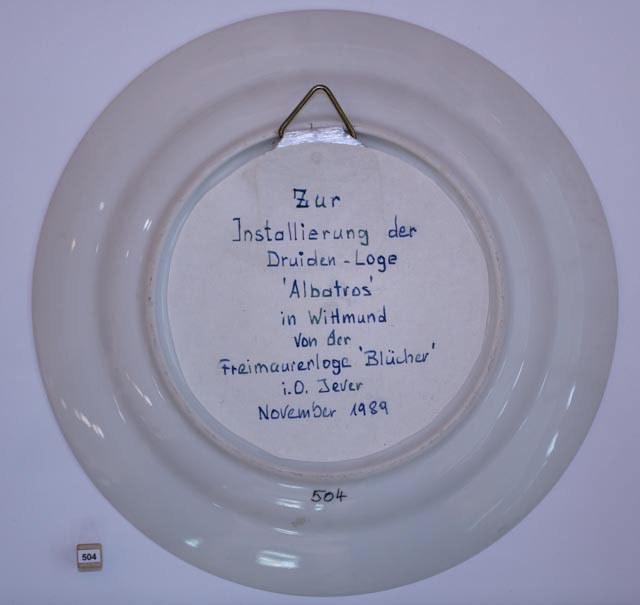 Zur
Installierung der
Druiden-Loge
'Albatros'
in Wittmund
von der
Freimaurerloge 'Blücher'
i.O. Jever
November 1989
504
504